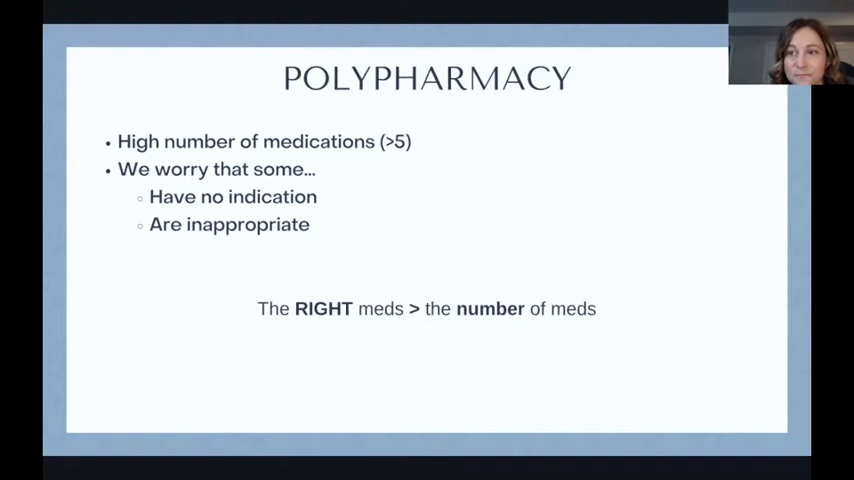 POLYPHARMACY
• High number of medications (>5)
• We worry that some...
◦ Have no indication
◦ Are inappropriate
The RIGHT meds > the number of meds